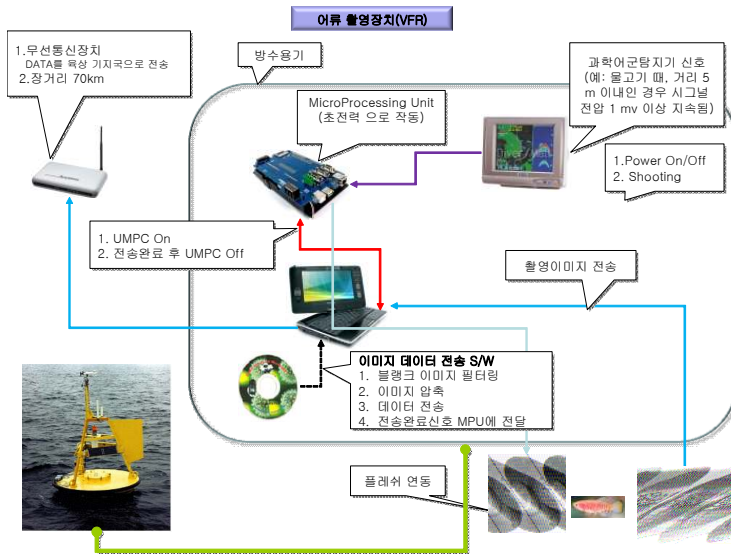 어류 촬영장치(VFR)
1.무선통신장치
DATA를 육상 기지국으로 전송
2.장거리 70km
방수용기
MicroProcessing Unit
(초전력 으로 작동)
과학어군탐지기 신호
(예: 물고기 때, 거리 5
m 이내인 경우 시그널
전압 1 mv 이상 지속됨)
1.Power On/Off
2. Shooting
1. UMPC On
2. 전송완료 후 UMPC Off
촬영이미지 전송
이미지 데이터 전송 S/W
1. 블랭크 이미지 필터링
2. 이미지 압축
3. 데이터 전송
4. 전송완료신호 MPU에 전달
플레쉬 연동